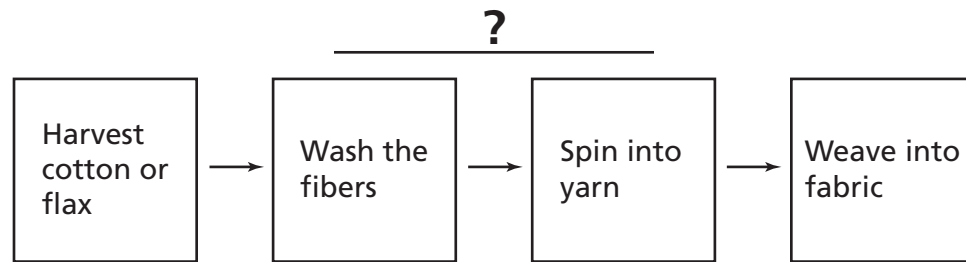 ?
Harvest
cotton or
flax
Wash the
fibers
Spin into
yarn
Weave into
fabric